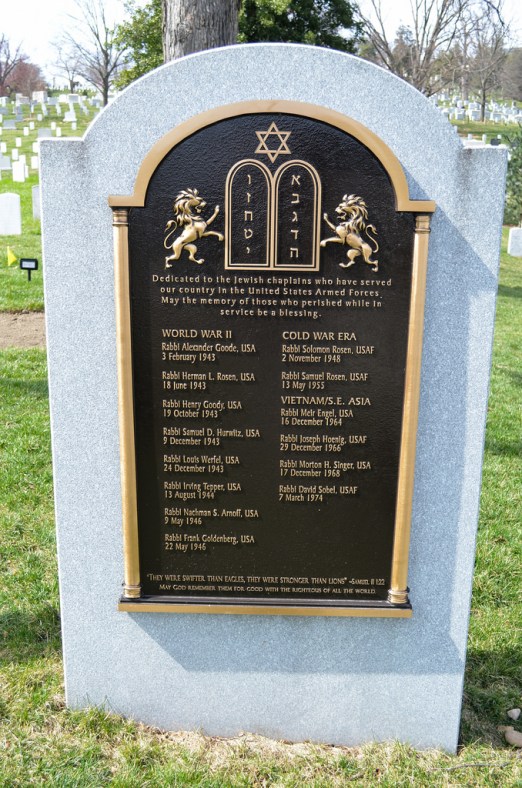 ו א
ז ב
ח ג
ט ד
י ה
Dedicated to the Jewish chaplains who have served
our country in the United States Armed Forces.
May the memory of those who perished while in
service be a blessing.
WORLD WAR II
Rabbi Alexander Goode, USA
3 February 1943
Rabbi Herman L. Rosen, USA
18 June 1943
Rabbi Henry Goody, USA
19 October 1943
Rabbi Samuel D. Hurwitz, USA
9 December 1943
Rabbi Louis Werfel, USA
24 December 1943
Rabbi Irving Tepper, USA
13 August 1944
Rabbi Nachman S. Arnoff, USA
9 May 1946
Rabbi Frank Goldenberg, USA
22 May 1946
COLD WAR ERA
Rabbi Solomon Rosen, USAF
2 November 1948
Rabbi Samuel Rosen, USAF
13 May 1955
VIETNAM/S.E. ASIA
Rabbi Meir Engel, USA
16 December 1964
Rabbi Joseph Hoenig, USAF
29 December 1966
Rabbi Morton H. Singer, USA
17 December 1968
Rabbi David Sobel, USAF
7 March 1974
"THEY WERE SWIFTER THAN EAGLES, THEY WERE STRONGER THAN LIONS" -SAMUEL II 1:22
MAY GOD REMEMBER THEM FOR GOOD WITH THE RIGHTEOUS OF ALL THE WORLD.